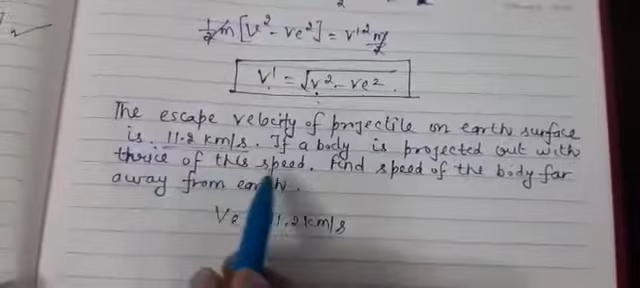 ½m[v²-ve²] = v'² m/2
V' = √v² - ve²
The escape velocity of projectile on earth surface
is 11.2 km/s. If a body is projected out with
thrice of this speed. find speed of the body far
away from earth.
Ve 11.2 km/s